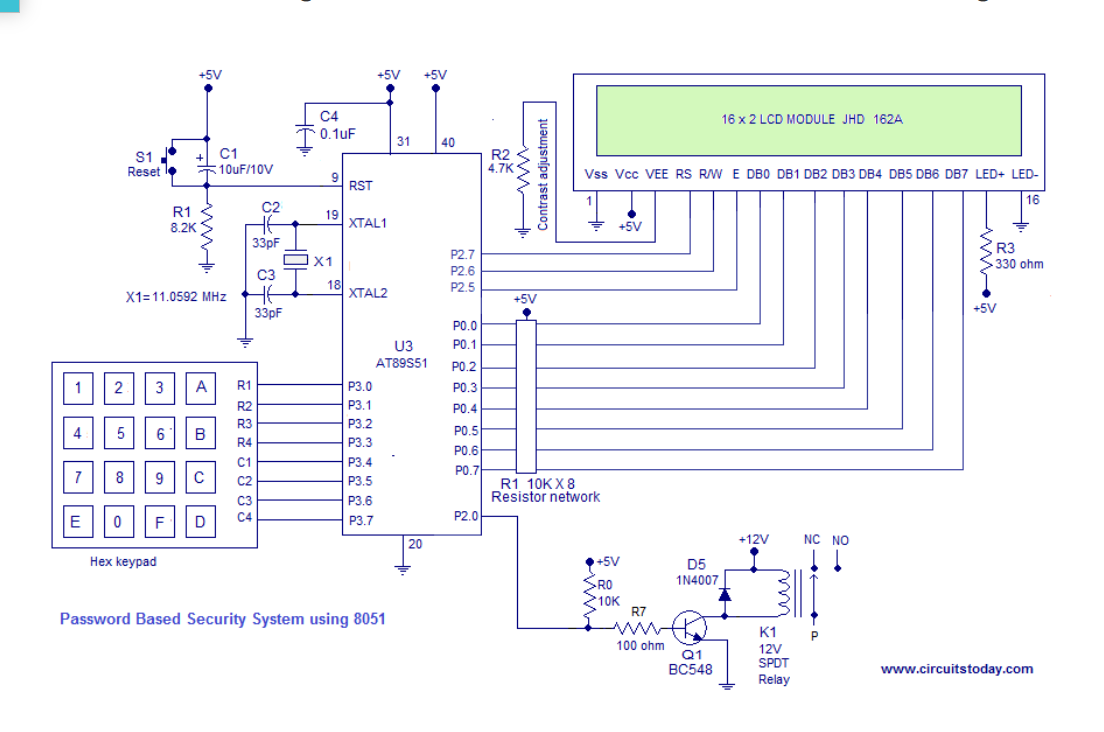 +5V
+5V
+5V
C4
0.1uF
31
40
S1
Reset
+
C1
10uF/10V
9
RST
R1
8.2K
C2
33pF
19
XTAL1
X1
C3
33pF
18
XTAL2
X1=11.0592 MHz
R2
4.7K
Contrast adjustment
16 x 2 LCD MODULE JHD 162A
Vss Vcc VEE RS R/W E DB0 DB1 DB2 DB3 DB4 DB5 DB6 DB7 LED+ LED-
1
16
+5V
R3
330 ohm
+5V
P2.7
P2.6
P2.5
+5V
P0.0
P0.1
P0.2
P0.3
P0.4
P0.5
P0.6
P0.7
R1 10K X 8
Resistor network
P2.0
U3
AT89S51
1 2 3 A
4 5 6 B
7 8 9 C
E 0 F D
R1
R2
R3
R4
C1
C2
C3
C4
P3.0
P3.1
P3.2
P3.3
P3.4
P3.5
P3.6
P3.7
Hex keypad
20
+5V
R0
10K
R7
100 ohm
Q1
BC548
D5
1N4007
+12V
NC NO
P
K1
12V
SPDT
Relay
Password Based Security System using 8051
www.circuitstoday.com